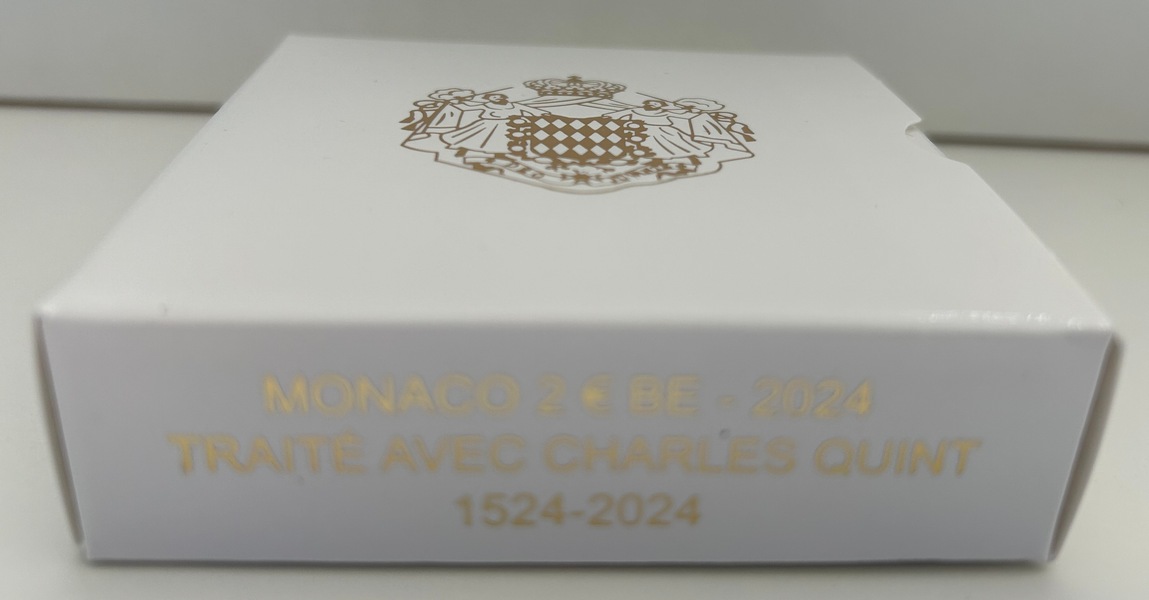 MONACO 2 € BE - 2024
TRAITÉ AVEC CHARLES QUINT
1524-2024